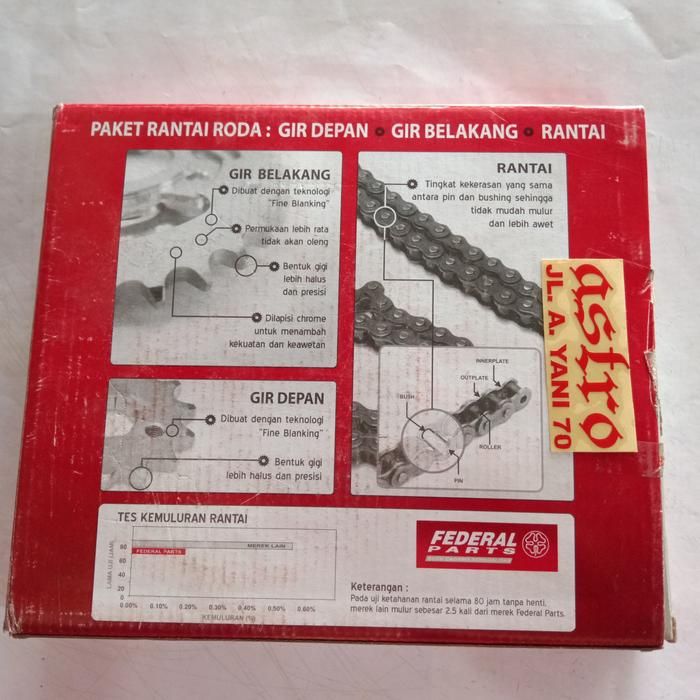 PAKET RANTAI RODA : GIR DEPAN GIR BELAKANG RANTAI
GIR BELAKANG
Dibuat dengan teknologi
"Fine Blanking"
Permukaan lebih rata
tidak akan oleng
Bentuk gigi
lebih halus
dan presisi
Dilapisi chrome
untuk menambah
kekuatan dan keawetan
GIR DEPAN
Dibuat dengan teknologi
"Fine Blanking"
Bentuk gigi
lebih halus dan presisi
RANTAI
Tingkat kekerasan yang sama
antara pin dan bushing sehingga
tidak mudah mulur
dan lebih awet
INNERPLATE
OUTPLATE
BUSH
ROLLER
PIN
astro
JL. A. YANI 70
TES KEMULURAN RANTAI
LAMA UJI (JAM)
80
60
40
20
0
MEREK LAIN
FEDERAL PARTS
0.00% 0.10% 0.20% 0.30% 0.40% 0.50% 0.60%
KEMULURAN (%)
FEDERAL
PARTS
Keterangan :
Pada uji ketahanan rantai selama 80 jam tanpa henti,
merek lain mulur sebesar 2.5 kali dari merek Federal Parts.